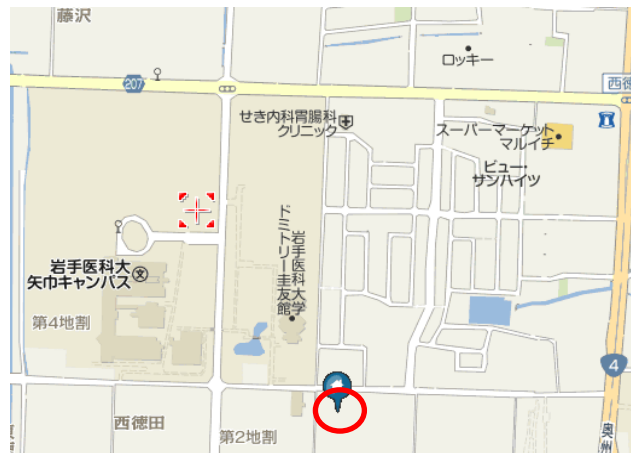 藤沢
ロッキー
207
西徳
せき内科胃腸科
クリニック
スーパーマーケット
マルイチ
ビュー・
サンハイツ
岩手医科大学
ドミトリー圭友館
岩手医科大
矢巾キャンパス
文
第4地割
4
西徳田
第2地割
奥州